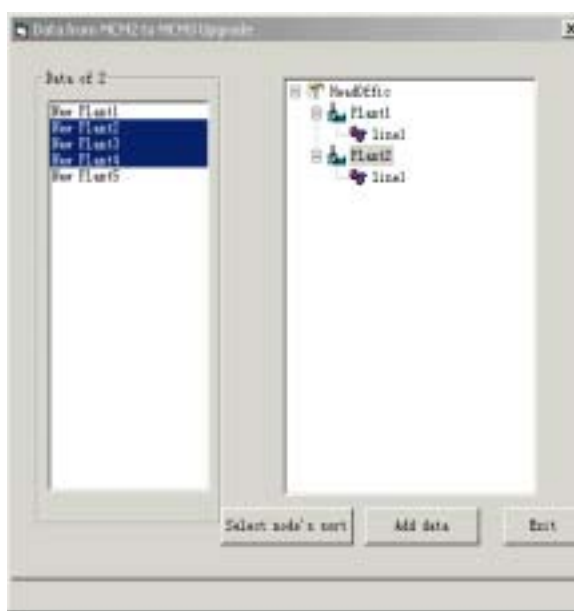 Data from MCM2 to MCM3 Upgrade
Data of 2
New Plant1
New Plant2
New Plant3
New Plant4
New Plant5
HeadOffic
Plant1
line1
Plant2
line1
Select node's sort
Add data
Exit